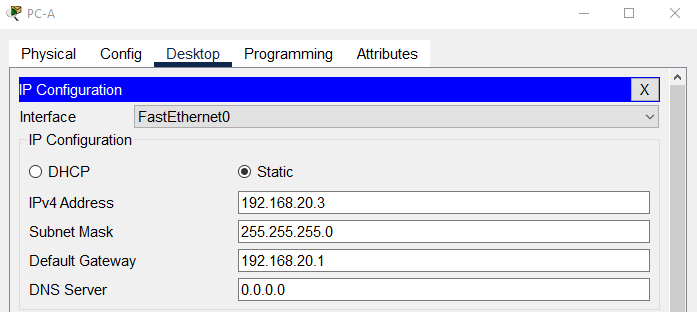 PC-A
Physical Config Desktop Programming Attributes
IP Configuration X
Interface FastEthernet0
IP Configuration
DHCP Static
IPv4 Address 192.168.20.3
Subnet Mask 255.255.255.0
Default Gateway 192.168.20.1
DNS Server 0.0.0.0